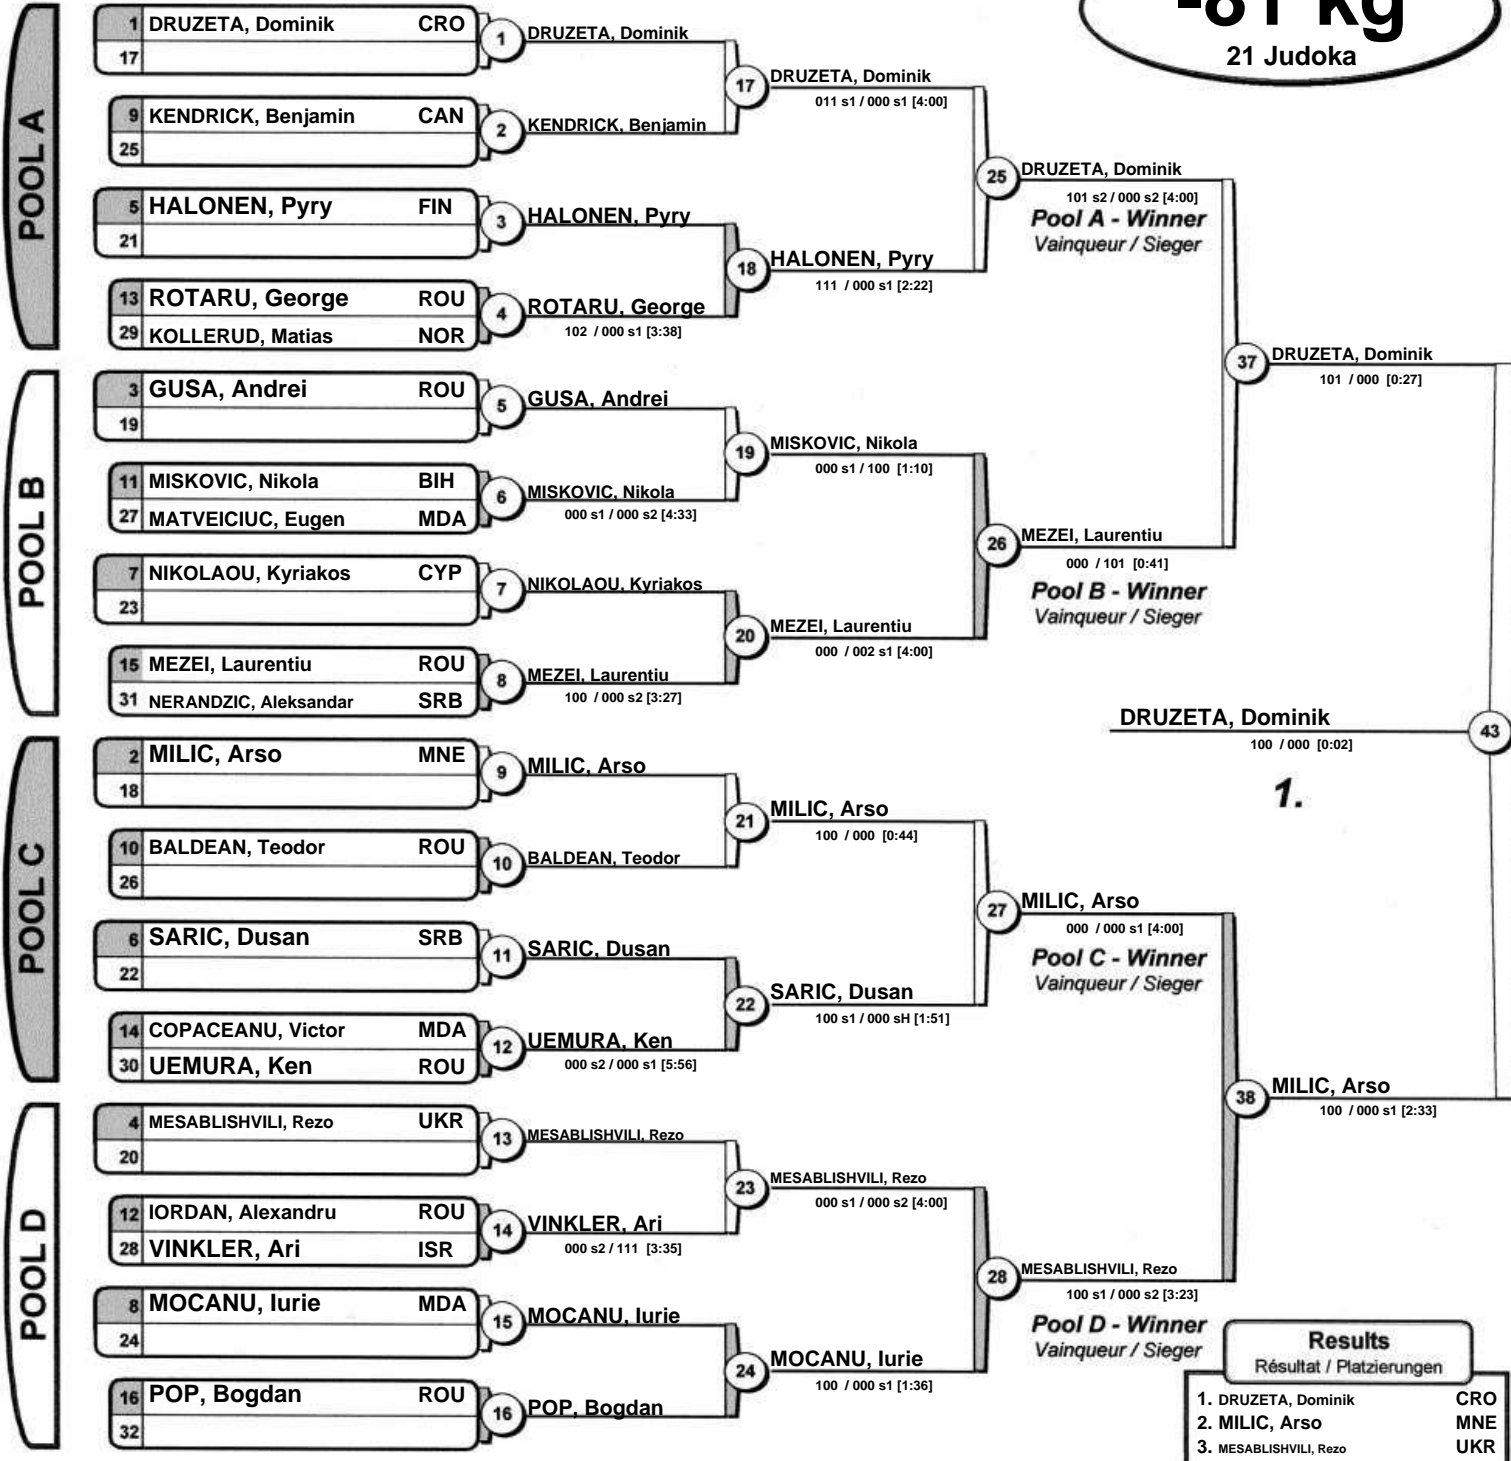 -81 kg
21 Judoka
POOL A
1 DRUZETA, Dominik CRO
17
9 KENDRICK, Benjamin CAN
25
5 HALONEN, Pyry FIN
21
13 ROTARU, George ROU
29 KOLLERUD, Matias NOR
POOL B
3 GUSA, Andrei ROU
19
11 MISKOVIC, Nikola BIH
27 MATVEICIUC, Eugen MDA
7 NIKOLAOU, Kyriakos CYP
23
15 MEZEI, Laurentiu ROU
31 NERANDZIC, Aleksandar SRB
POOL C
2 MILIC, Arso MNE
18
10 BALDEAN, Teodor ROU
26
6 SARIC, Dusan SRB
22
14 COPACEANU, Victor MDA
30 UEMURA, Ken ROU
POOL D
4 MESABLISHVILI, Rezo UKR
20
12 IORDAN, Alexandru ROU
28 VINKLER, Ari ISR
8 MOCANU, Iurie MDA
24
16 POP, Bogdan ROU
32
1 DRUZETA, Dominik
2 KENDRICK, Benjamin
3 HALONEN, Pyry
4 ROTARU, George
102 / 000 s1 [3:38]
5 GUSA, Andrei
6 MISKOVIC, Nikola
000 s1 / 000 s2 [4:33]
7 NIKOLAOU, Kyriakos
8 MEZEI, Laurentiu
100 / 000 s2 [3:27]
9 MILIC, Arso
10 BALDEAN, Teodor
11 SARIC, Dusan
12 UEMURA, Ken
000 s2 / 000 s1 [5:56]
13 MESABLISHVILI, Rezo
14 VINKLER, Ari
000 s2 / 111 [3:35]
15 MOCANU, Iurie
16 POP, Bogdan
17 DRUZETA, Dominik
011 s1 / 000 s1 [4:00]
18 HALONEN, Pyry
111 / 000 s1 [2:22]
19 MISKOVIC, Nikola
000 s1 / 100 [1:10]
20 MEZEI, Laurentiu
000 / 002 s1 [4:00]
21 MILIC, Arso
100 / 000 [0:44]
22 SARIC, Dusan
100 s1 / 000 sH [1:51]
23 MESABLISHVILI, Rezo
000 s1 / 000 s2 [4:00]
24 MOCANU, Iurie
100 / 000 s1 [1:36]
25 DRUZETA, Dominik
101 s2 / 000 s2 [4:00]
Pool A - Winner
Vainqueur / Sieger
26 MEZEI, Laurentiu
000 / 101 [0:41]
Pool B - Winner
Vainqueur / Sieger
27 MILIC, Arso
000 / 000 s1 [4:00]
Pool C - Winner
Vainqueur / Sieger
28 MESABLISHVILI, Rezo
100 s1 / 000 s2 [3:23]
Pool D - Winner
Vainqueur / Sieger
37 DRUZETA, Dominik
101 / 000 [0:27]
38 MILIC, Arso
100 / 000 s1 [2:33]
DRUZETA, Dominik 43
100 / 000 [0:02]
1.
Results
Résultat / Platzierungen
1. DRUZETA, Dominik CRO
2. MILIC, Arso MNE
3. MESABLISHVILI, Rezo UKR